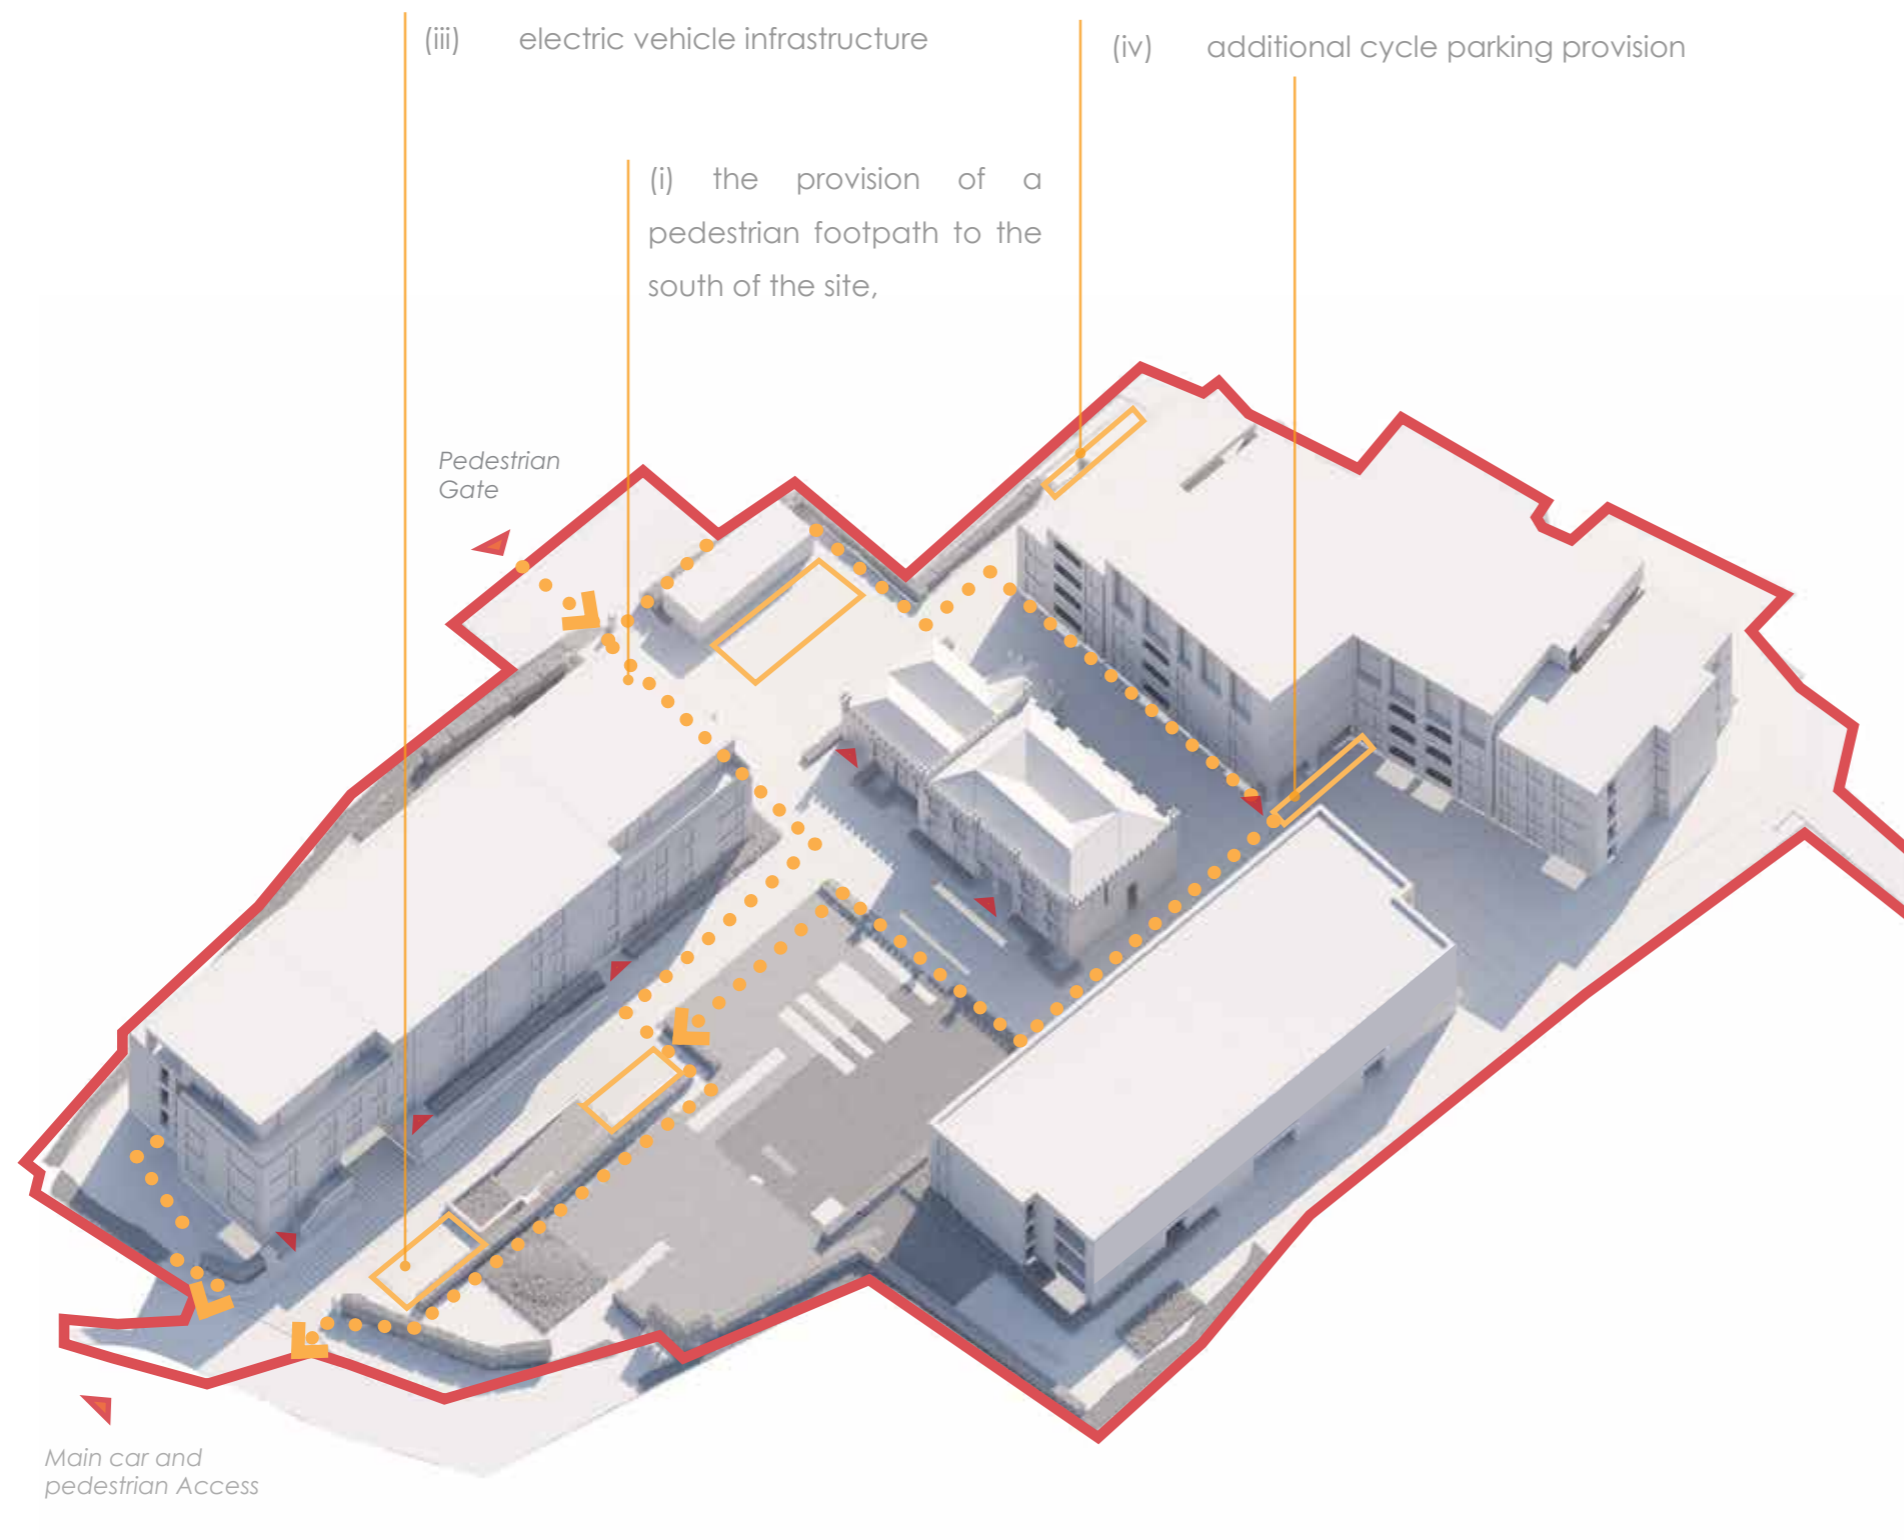 (iii) electric vehicle infrastructure
(iv) additional cycle parking provision
(i) the provision of a
pedestrian footpath to the
south of the site,
Pedestrian
Gate
Main car and
pedestrian Access